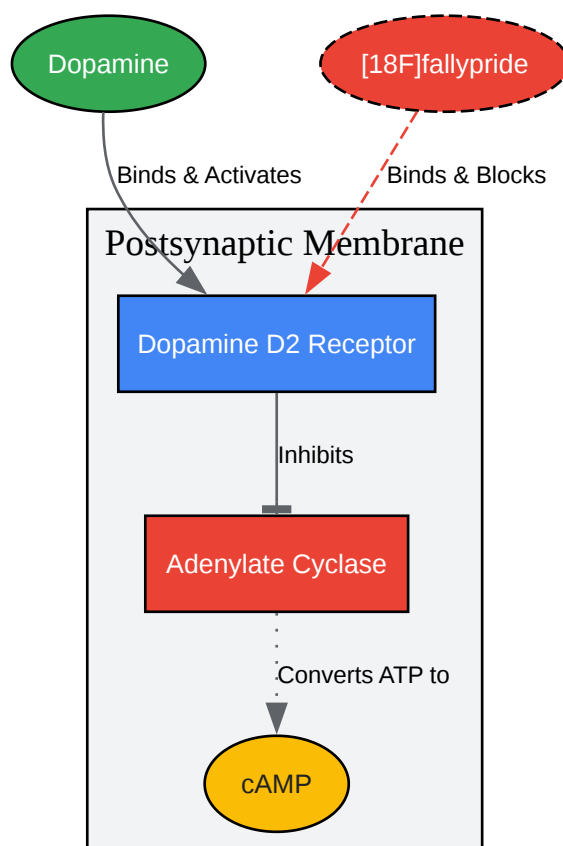 Dopamine
[18F]fallypride
Binds & Activates
Binds & Blocks
Postsynaptic Membrane
Dopamine D2 Receptor
Inhibits
Adenylate Cyclase
Converts ATP to
cAMP